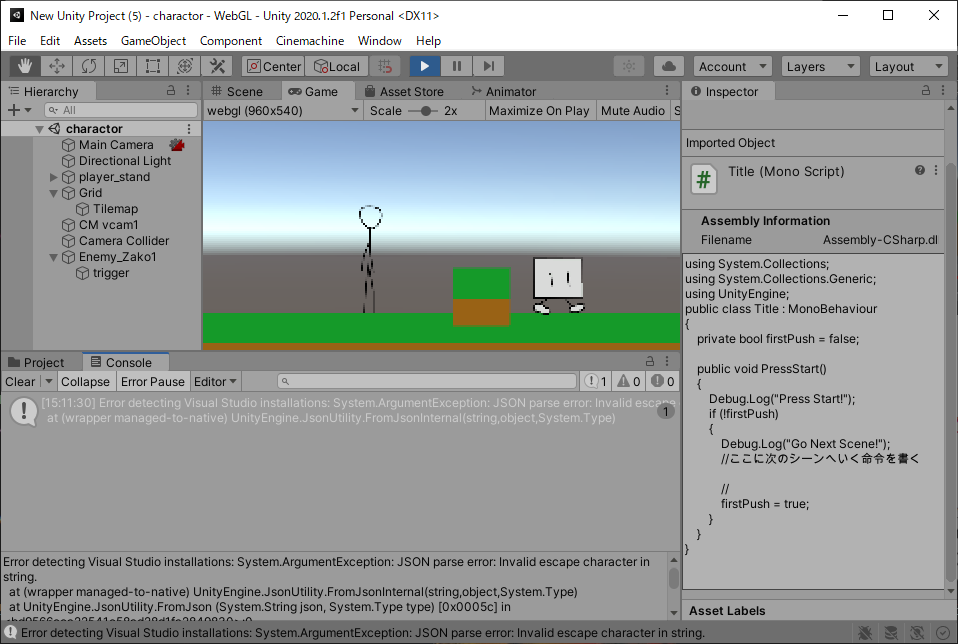 New Unity Project (5) - charactor - WebGL - Unity 2020.1.2f1 Personal <DX11>
File Edit Assets GameObject Component Cinemachine Window Help
Center Local Account Layers Layout
Hierarchy
All
charactor
Main Camera
Directional Light
player_stand
Grid
Tilemap
CM vcam1
Camera Collider
Enemy_Zako1
trigger
Scene Game Asset Store Animator
webgl (960x540) Scale 2x Maximize On Play Mute Audio S
Project Console
Clear Collapse Error Pause Editor 1 0 0
[15:11:30] Error detecting Visual Studio installations: System.ArgumentException: JSON parse error: Invalid escape
at (wrapper managed-to-native) UnityEngine.JsonUtility.FromJsonInternal(string,object,System.Type)
1
Error detecting Visual Studio installations: System.ArgumentException: JSON parse error: Invalid escape character in
string.
at (wrapper managed-to-native) UnityEngine.JsonUtility.FromJsonInternal(string,object,System.Type)
at UnityEngine.JsonUtility.FromJson (System.String json, System.Type type) [0x0005c] in
Inspector
Imported Object
# Title (Mono Script)
Assembly Information
Filename Assembly-CSharp.dl
using System.Collections;
using System.Collections.Generic;
using UnityEngine;
public class Title : MonoBehaviour
{
private bool firstPush = false;
public void PressStart()
{
Debug.Log("Press Start!");
if (!firstPush)
{
Debug.Log("Go Next Scene!");
//ここに次のシーンへいく命令を書く
//
firstPush = true;
}
}
}
Asset Labels
Error detecting Visual Studio installations: System.ArgumentException: JSON parse error: Invalid escape character in string.